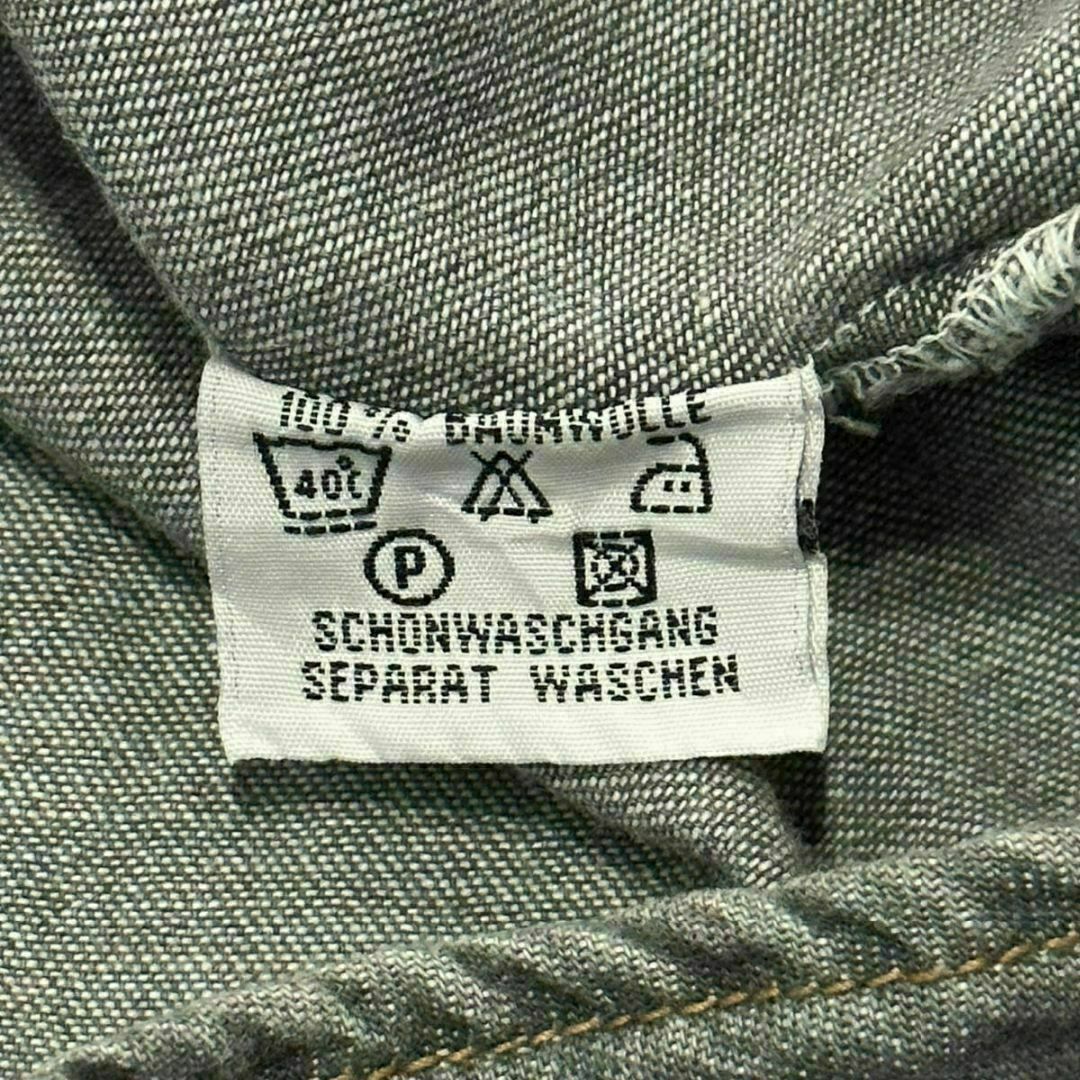 100 % BAUMWOLLE
40°C
P
SCHONWASCHGANG
SEPARAT WASCHEN